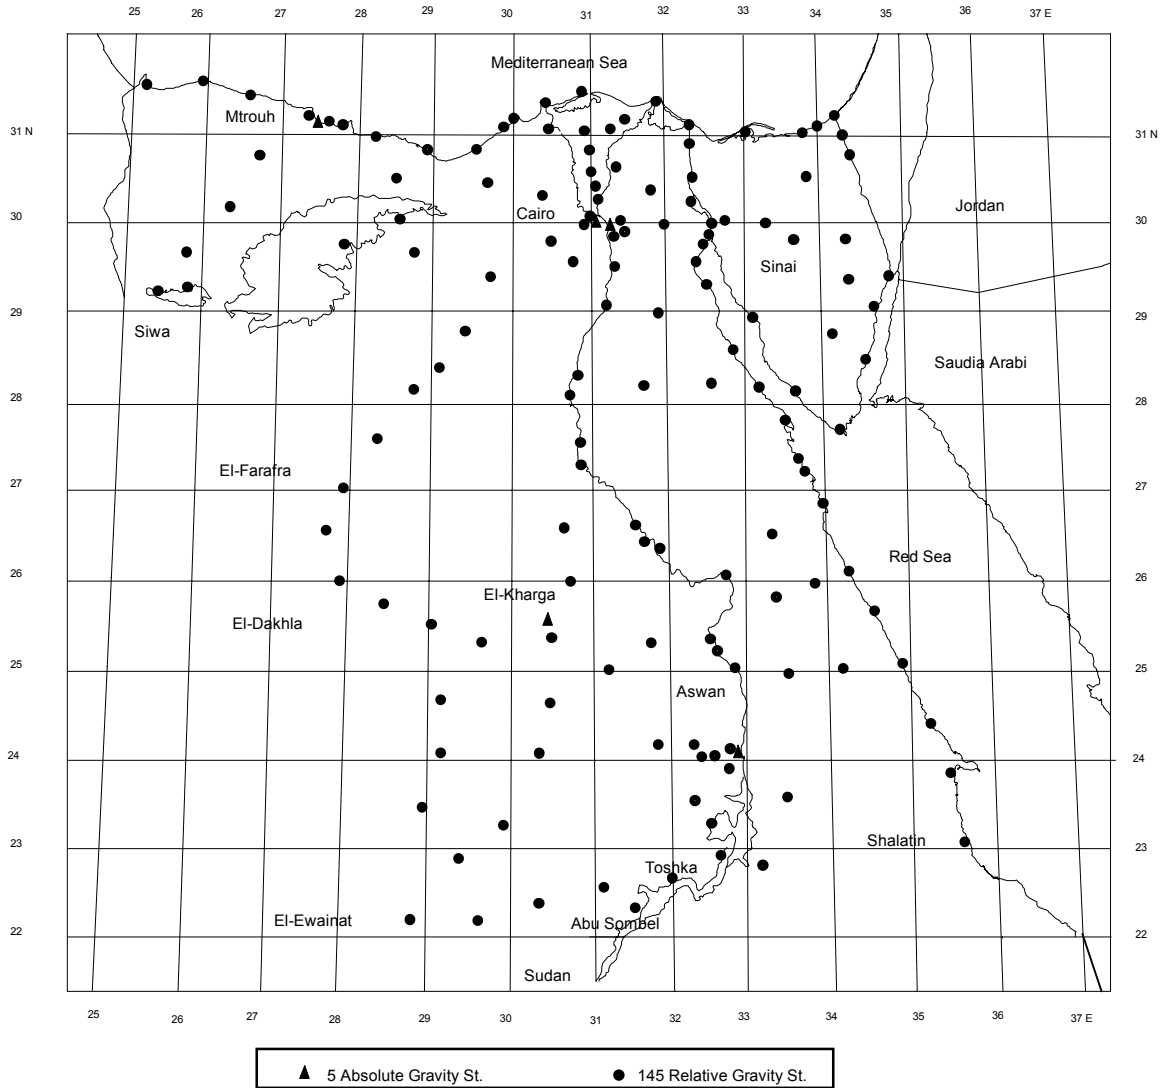 25 26 27 28 29 30 31 32 33 34 35 36 37 E
Mediterranean Sea
Mtrouh
31 N 31 N
Jordan
Cairo
30 30
Sinai
29 29
Siwa
Saudia Arabi
28 28
El-Farafra
27 27
Red Sea
26 26
El-Kharga
El-Dakhla
25 25
Aswan
24 24
Shalatin
23 23
Toshka
El-Ewainat
Abu Sombel
22 22
Sudan
25 26 27 28 29 30 31 32 33 34 35 36 37 E
5 Absolute Gravity St. 145 Relative Gravity St.